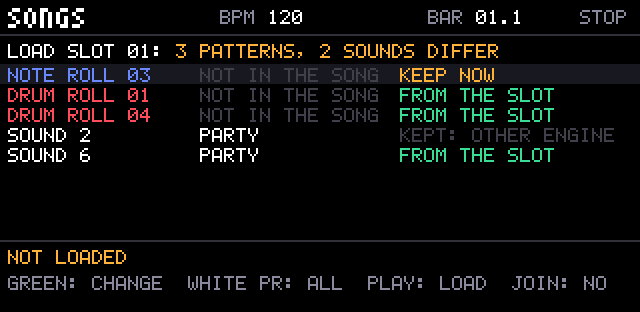 SONGS BPM 120 BAR 01.1 STOP
LOAD SLOT 01: 3 PATTERNS, 2 SOUNDS DIFFER
NOTE ROLL 03 NOT IN THE SONG KEEP NOW
DRUM ROLL 01 NOT IN THE SONG FROM THE SLOT
DRUM ROLL 04 NOT IN THE SONG FROM THE SLOT
SOUND 2 PARTY KEPT: OTHER ENGINE
SOUND 6 PARTY FROM THE SLOT
NOT LOADED
GREEN: CHANGE WHITE PR: ALL PLAY: LOAD JOIN: NO